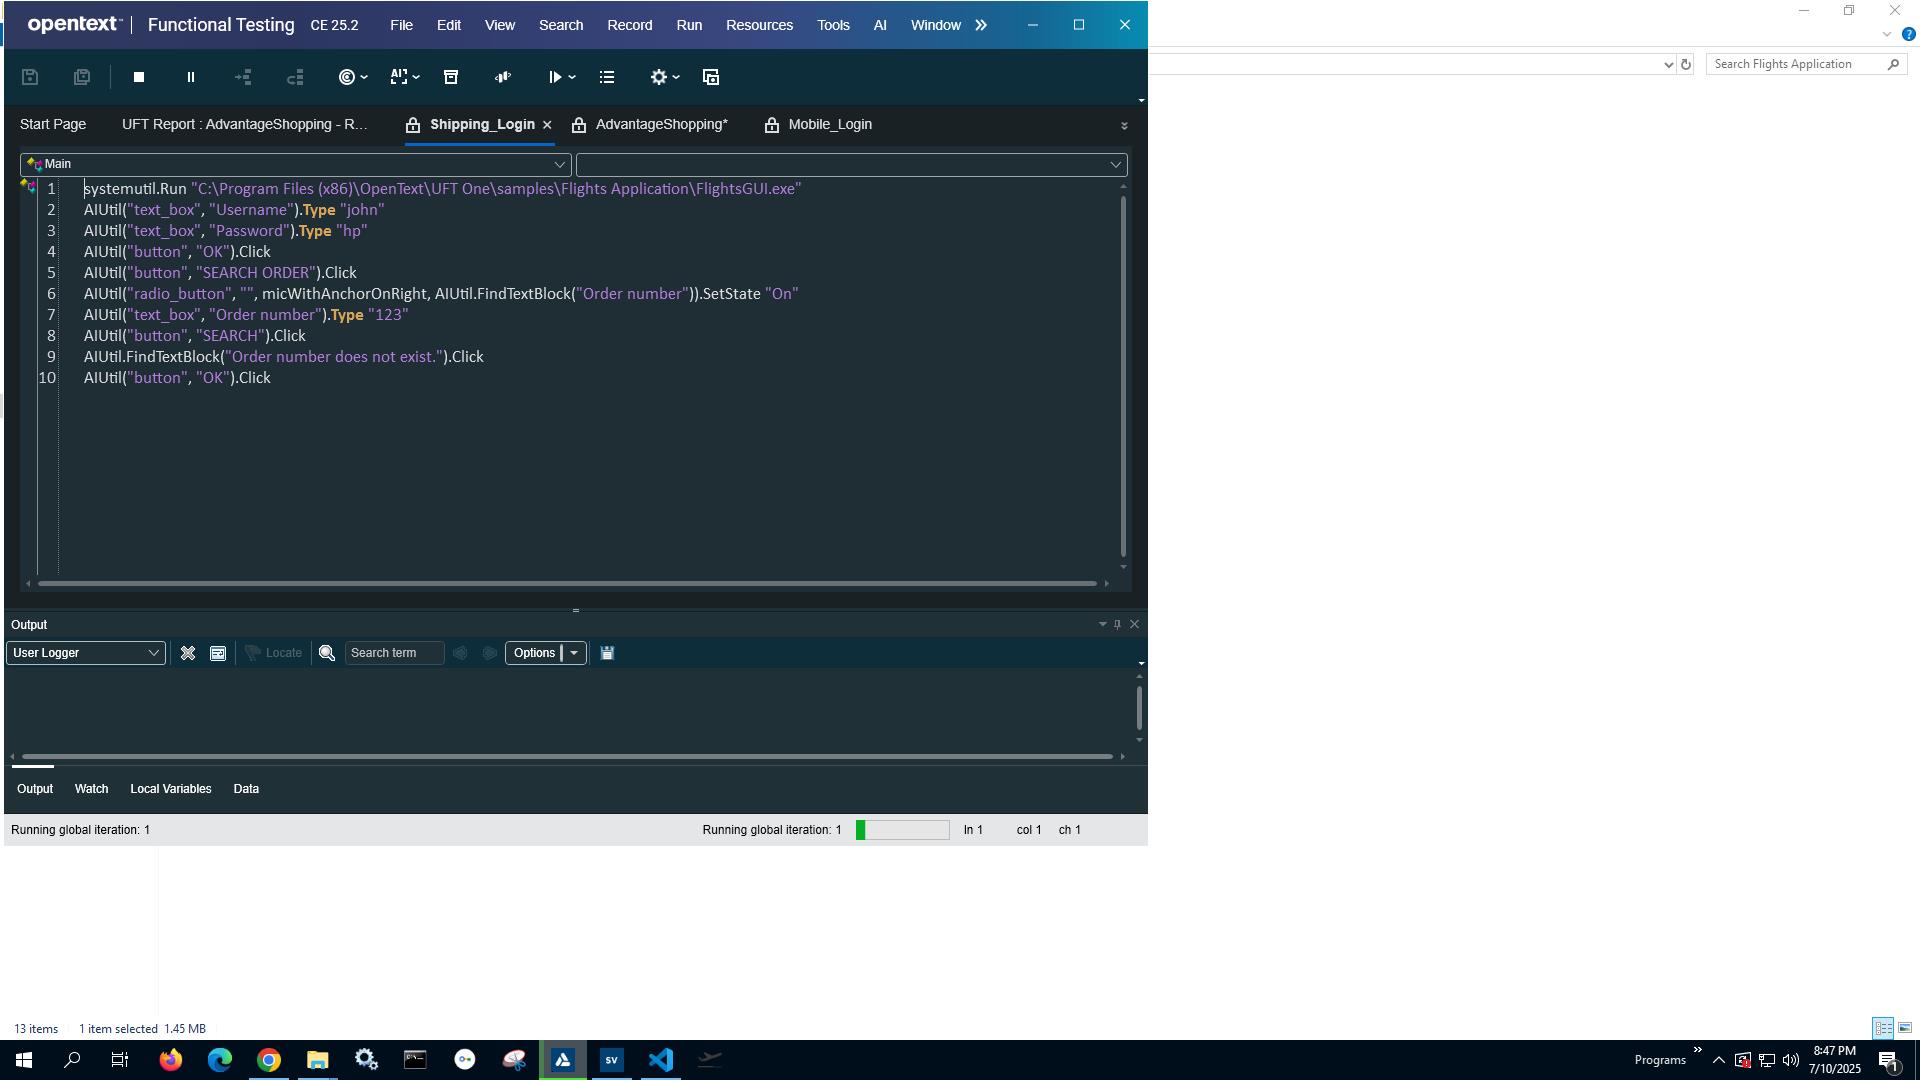 opentext™ | Functional Testing CE 25.2 File Edit View Search Record Run Resources Tools AI Window »
Search Flights Application
Start Page UFT Report : AdvantageShopping - R... Shipping_Login AdvantageShopping* Mobile_Login
Main
1 systemutil.Run "C:\Program Files (x86)\OpenText\UFT One\samples\Flights Application\FlightsGUI.exe"
2 AIUtil("text_box", "Username").Type "john"
3 AIUtil("text_box", "Password").Type "hp"
4 AIUtil("button", "OK").Click
5 AIUtil("button", "SEARCH ORDER").Click
6 AIUtil("radio_button", "", micWithAnchorOnRight, AIUtil.FindTextBlock("Order number")).SetState "On"
7 AIUtil("text_box", "Order number").Type "123"
8 AIUtil("button", "SEARCH").Click
9 AIUtil.FindTextBlock("Order number does not exist.").Click
10 AIUtil("button", "OK").Click
Output
User Logger Locate Search term Options
Output Watch Local Variables Data
Running global iteration: 1 Running global iteration: 1 ln 1 col 1 ch 1
13 items 1 item selected 1.45 MB
SV Programs » 8:47 PM
7/10/2025 1